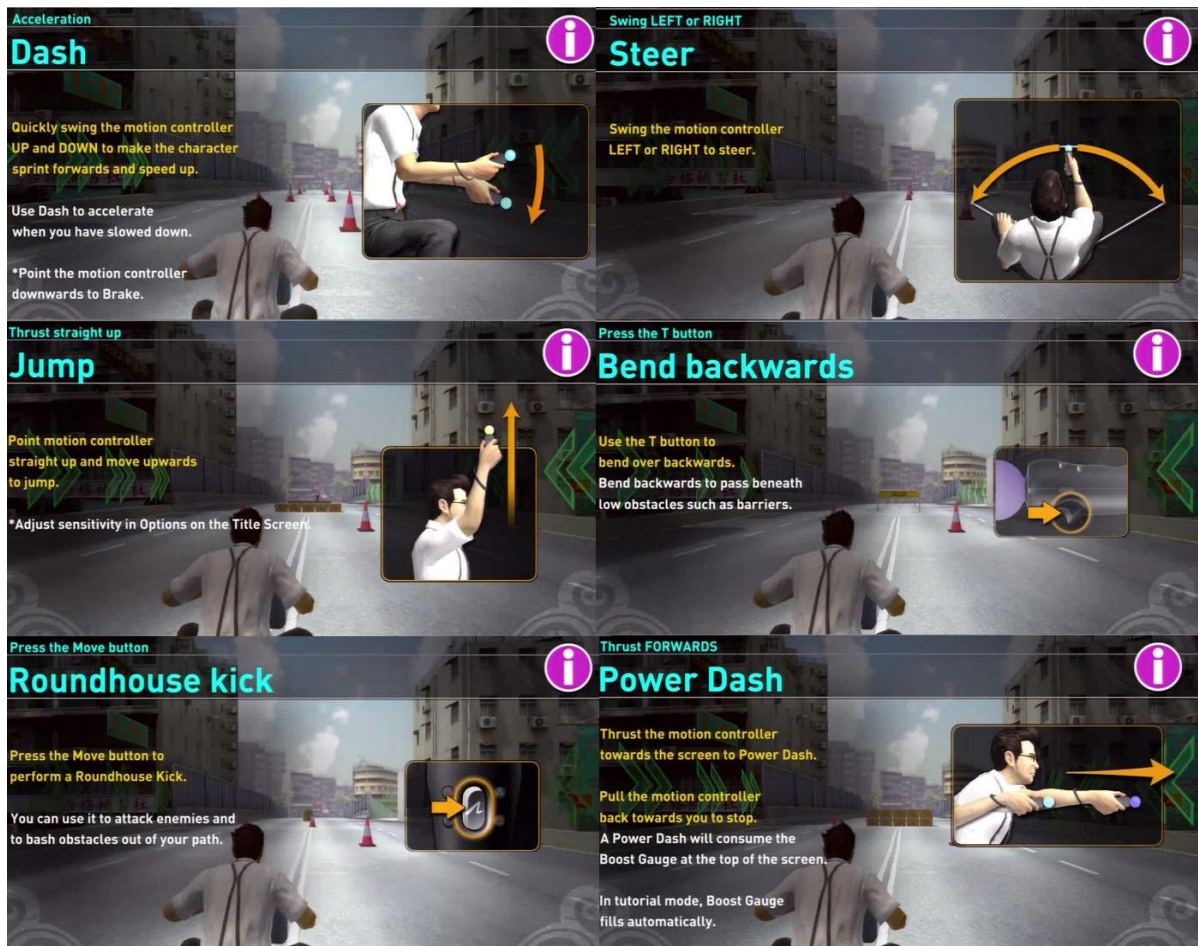 Acceleration
Dash
Quickly swing the motion controller
UP and DOWN to make the character
sprint forwards and speed up.
Use Dash to accelerate
when you have slowed down.
*Point the motion controller
downwards to Brake.
Swing LEFT or RIGHT
Steer
Swing the motion controller
LEFT or RIGHT to steer.
Thrust straight up
Jump
Point motion controller
straight up and move upwards
to jump.
*Adjust sensitivity in Options on the Title Screen.
Press the T button
Bend backwards
Use the T button to
bend over backwards.
Bend backwards to pass beneath
low obstacles such as barriers.
Press the Move button
Roundhouse kick
Press the Move button to
perform a Roundhouse Kick.
You can use it to attack enemies and
to bash obstacles out of your path.
Thrust FORWARDS
Power Dash
Thrust the motion controller
towards the screen to Power Dash.
Pull the motion controller
back towards you to stop.
A Power Dash will consume the
Boost Gauge at the top of the screen.
In tutorial mode, Boost Gauge
fills automatically.